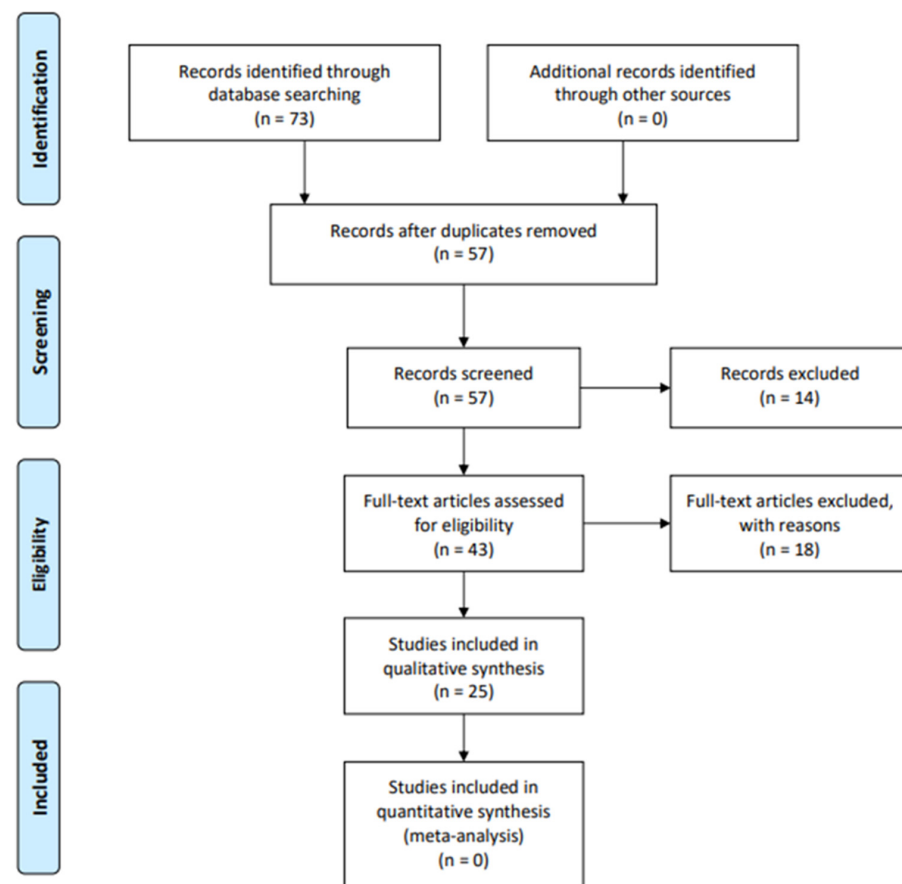 Identification
Records identified through
database searching
(n = 73)
Additional records identified
through other sources
(n = 0)
Records after duplicates removed
(n = 57)
Screening
Records screened
(n = 57)
Records excluded
(n = 14)
Eligibility
Full-text articles assessed
for eligibility
(n = 43)
Full-text articles excluded,
with reasons
(n = 18)
Studies included in
qualitative synthesis
(n = 25)
Included
Studies included in
quantitative synthesis
(meta-analysis)
(n = 0)